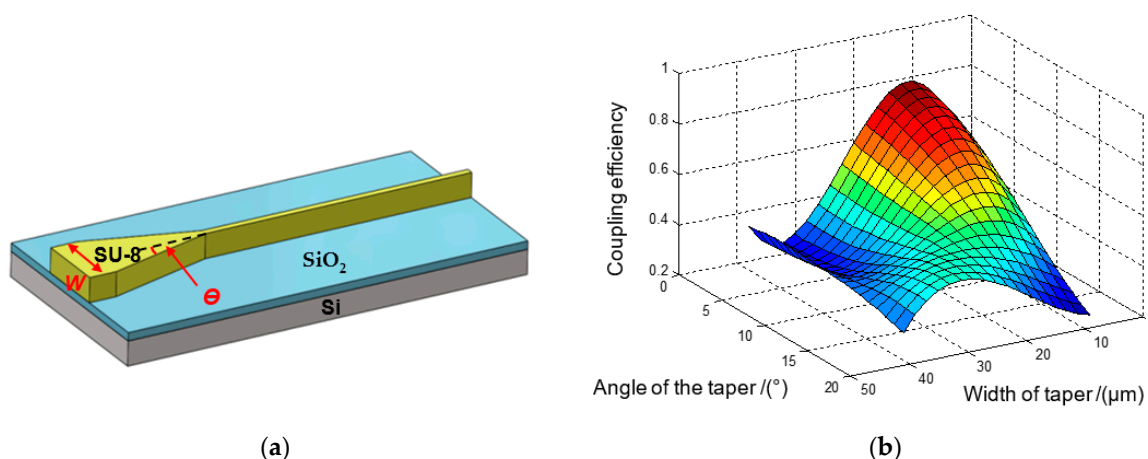 SU-8
W
ϴ
SiO2
Si
(a)
Coupling efficiency
1
0.8
0.6
0.4
0.2
0
5
10
15
20
Angle of the taper /(°)
50
40
30
20
10
Width of taper /(μm)
(b)